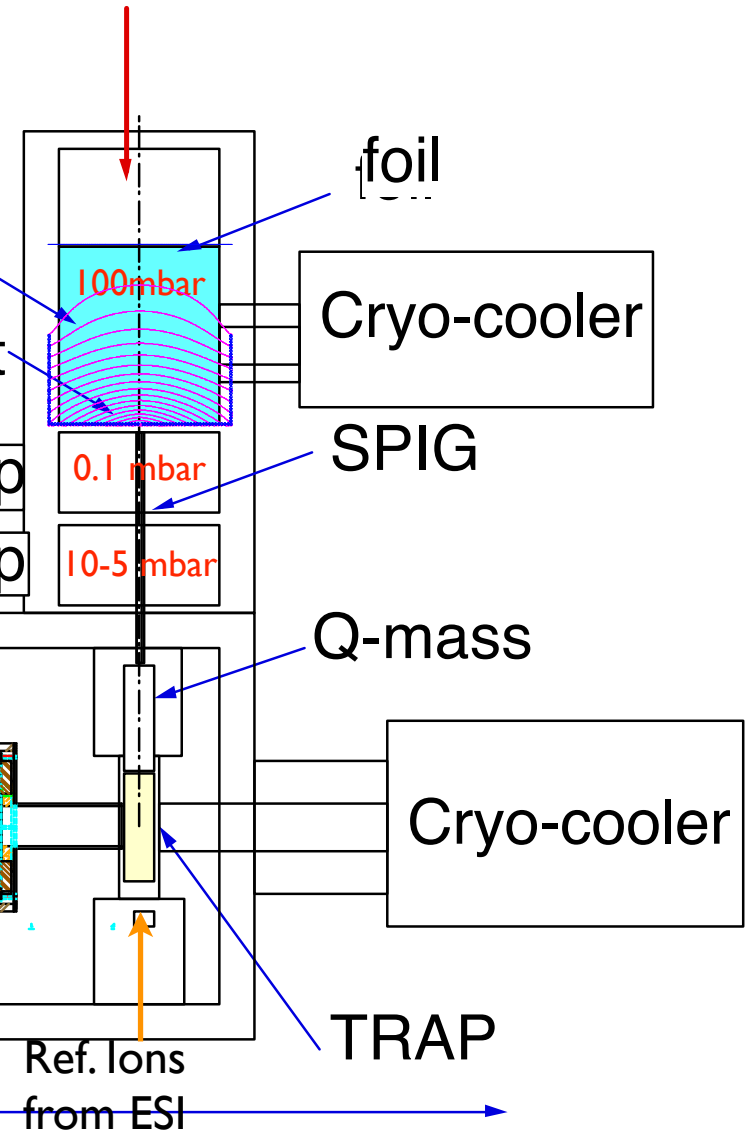 foil
100mbar
Cryo-cooler
t
SPIG
p
0.1 mbar
p
10-5 mbar
Q-mass
Cryo-cooler
TRAP
Ref. Ions
from ESI